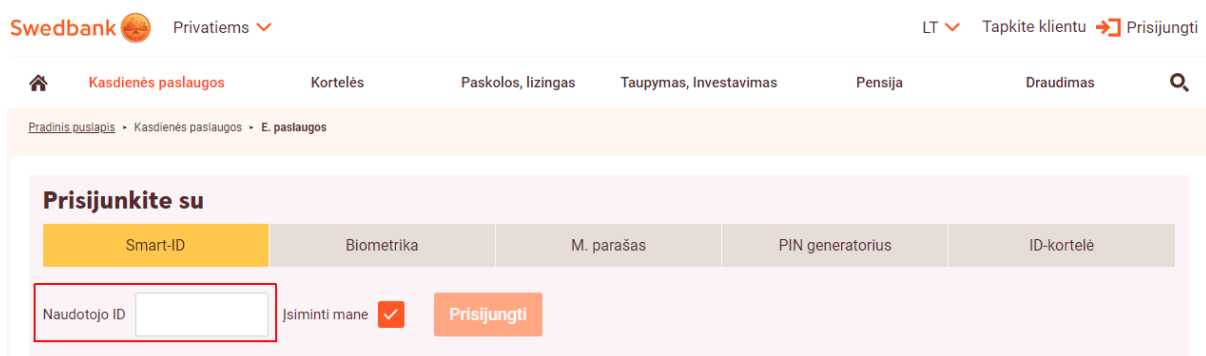 Swedbank Privatiems LT Tapkite klientu Prisijungti
Kasdienės paslaugos Kortelės Paskolos, lizingas Taupymas, Investavimas Pensija Draudimas
Pradinis puslapis ▸ Kasdienės paslaugos ▸ E. paslaugos
Prisijunkite su
Smart-ID Biometrika M. parašas PIN generatorius ID-kortelė
Naudotojo ID Įsiminti mane Prisijungti